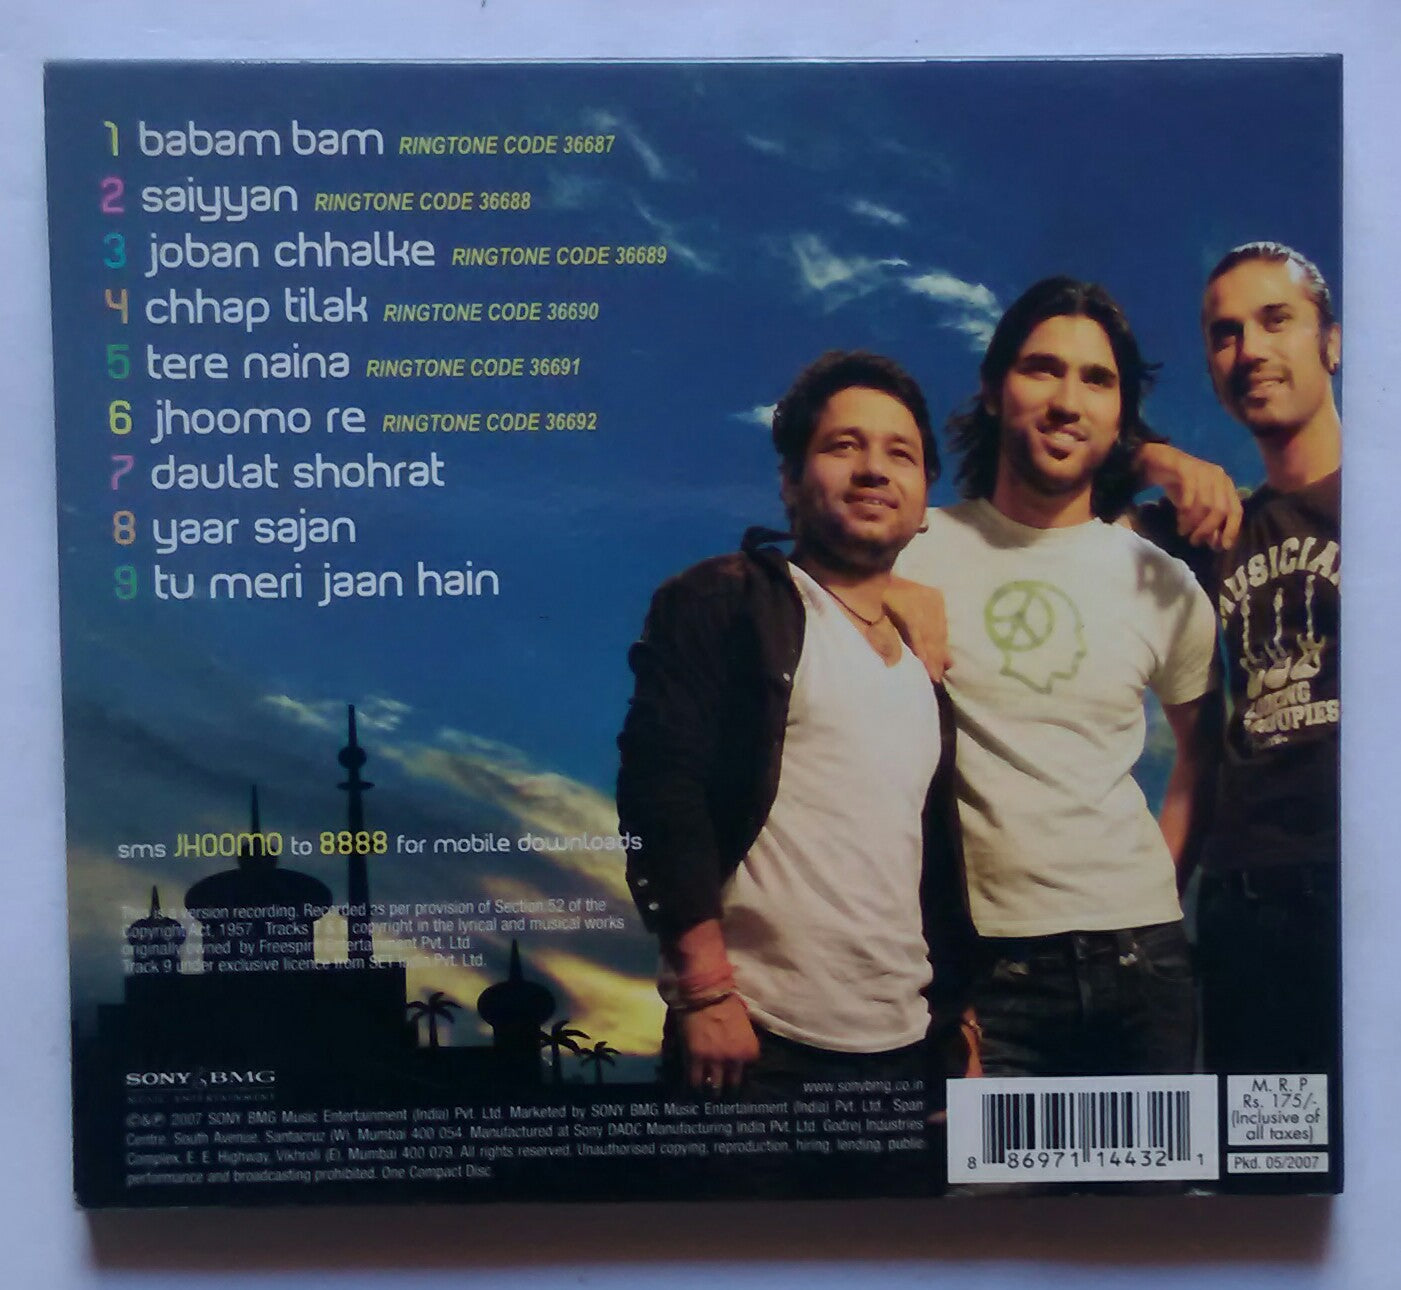 1 babam bam RINGTONE CODE 36687
2 saiyyan RINGTONE CODE 36688
3 joban chhalke RINGTONE CODE 36689
4 chhap tilak RINGTONE CODE 36690
5 tere naina RINGTONE CODE 36691
6 jhoomo re RINGTONE CODE 36692
7 daulat shohrat
8 yaar sajan
9 tu meri jaan hain
MUSICIA
sms JHOOMO to 8888 for mobile downloads
This is a version recording. Recorded as per provision of Section 52 of the
Copyright Act, 1957 Tracks & copyright in the lyrical and musical works
originally owned by Freespirit Entertainment Pvt. Ltd.
Track 9 under exclusive licence from SET India Pvt. Ltd.
SONY BMG
MUSIC ENTERTAINMENT
www.sonybmg.co.in
©&℗ 2007 SONY BMG Music Entertainment (India) Pvt. Ltd. Marketed by SONY BMG Music Entertainment (India) Pvt. Ltd., Span
Centre, South Avenue, Santacruz (W), Mumbai 400 054. Manufactured at Sony DADC Manufacturing India Pvt. Ltd. Godrej Industries
Complex, E. E. Highway, Vikhroli (E), Mumbai 400 079. All rights reserved. Unauthorised copying, reproduction, hiring, lending, public
performance and broadcasting prohibited. One Compact Disc.
8 86971 14432 1
M. R. P
Rs. 175/-
(Inclusive of
all taxes)
Pkd. 05/2007